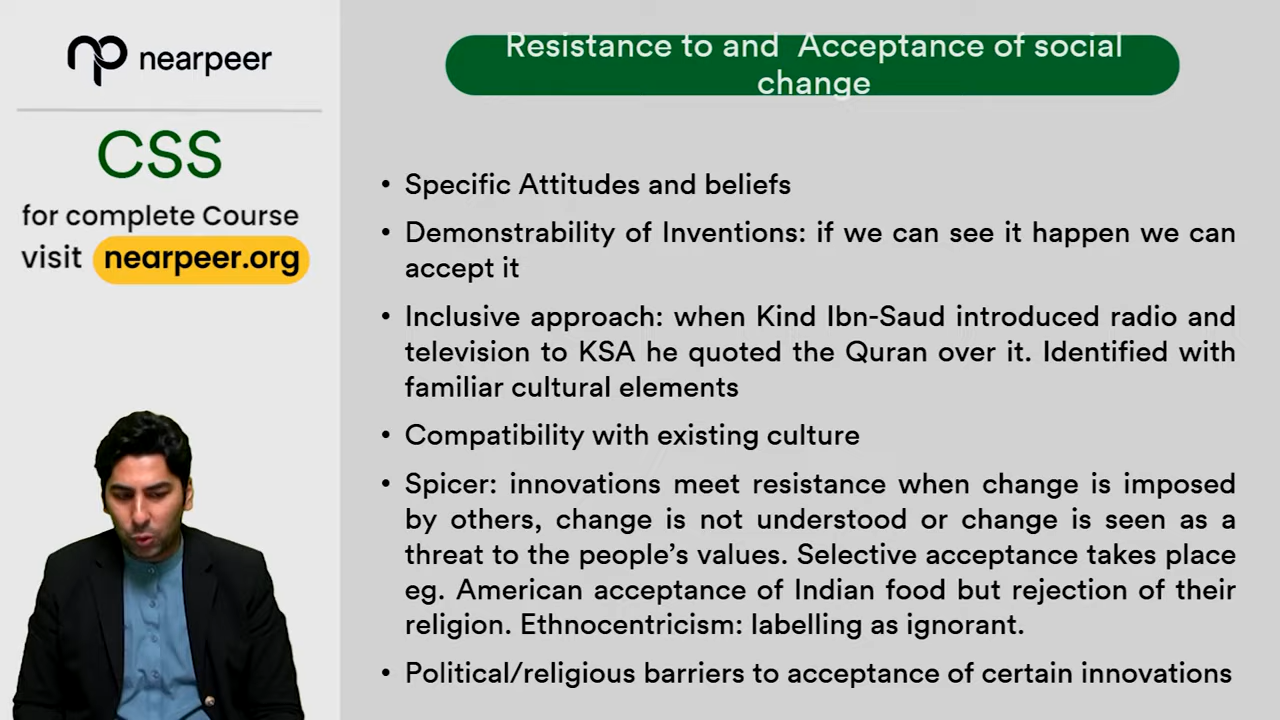 nearpeer
CSS
for complete Course
visit nearpeer.org
Resistance to and Acceptance of social
change
• Specific Attitudes and beliefs
• Demonstrability of Inventions: if we can see it happen we can
accept it
• Inclusive approach: when Kind Ibn-Saud introduced radio and
television to KSA he quoted the Quran over it. Identified with
familiar cultural elements
• Compatibility with existing culture
• Spicer: innovations meet resistance when change is imposed
by others, change is not understood or change is seen as a
threat to the people's values. Selective acceptance takes place
eg. American acceptance of Indian food but rejection of their
religion. Ethnocentricism: labelling as ignorant.
• Political/religious barriers to acceptance of certain innovations